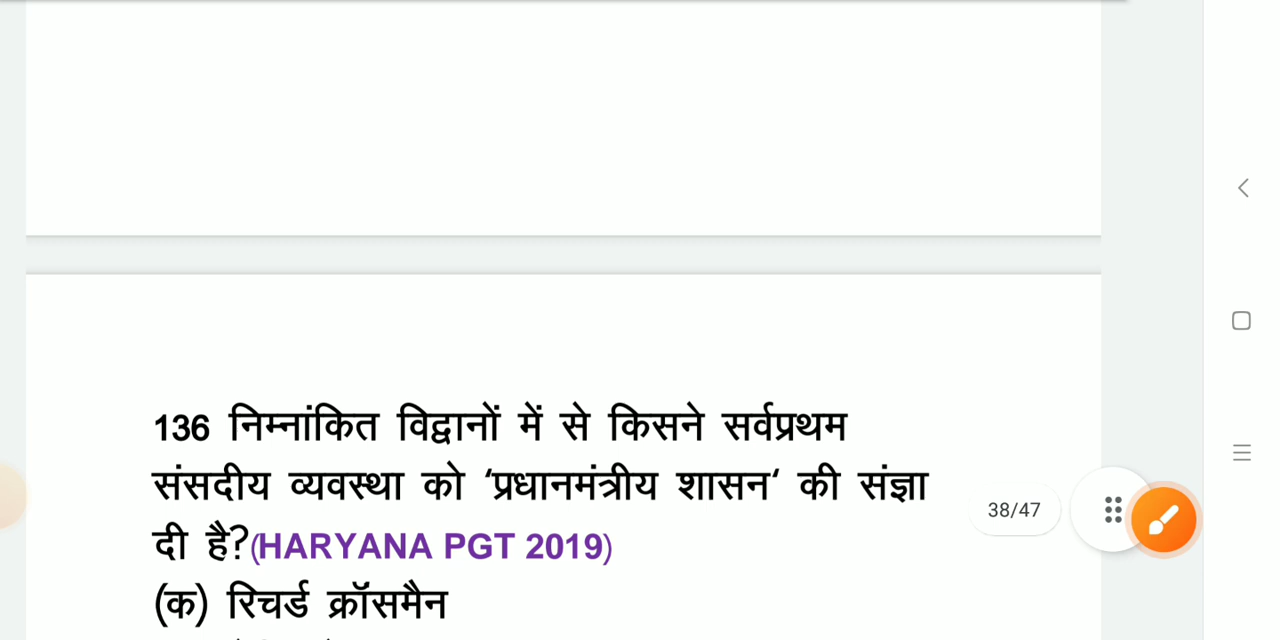 136 निम्नांकित विद्वानों में से किसने सर्वप्रथम
संसदीय व्यवस्था को ‘प्रधानमंत्रीय शासन‘ की संज्ञा
दी है?(HARYANA PGT 2019)
38/47
(क) रिचर्ड क्रॉसमैन